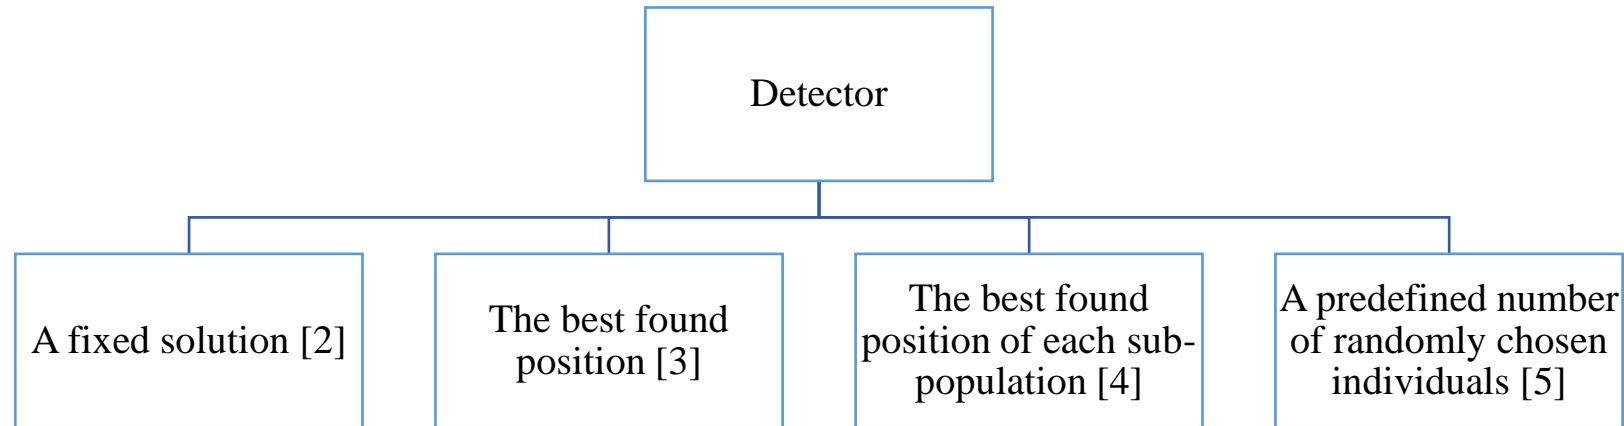 Detector
A fixed solution [2]
The best found
position [3]
The best found
position of each sub-
population [4]
A predefined number
of randomly chosen
individuals [5]